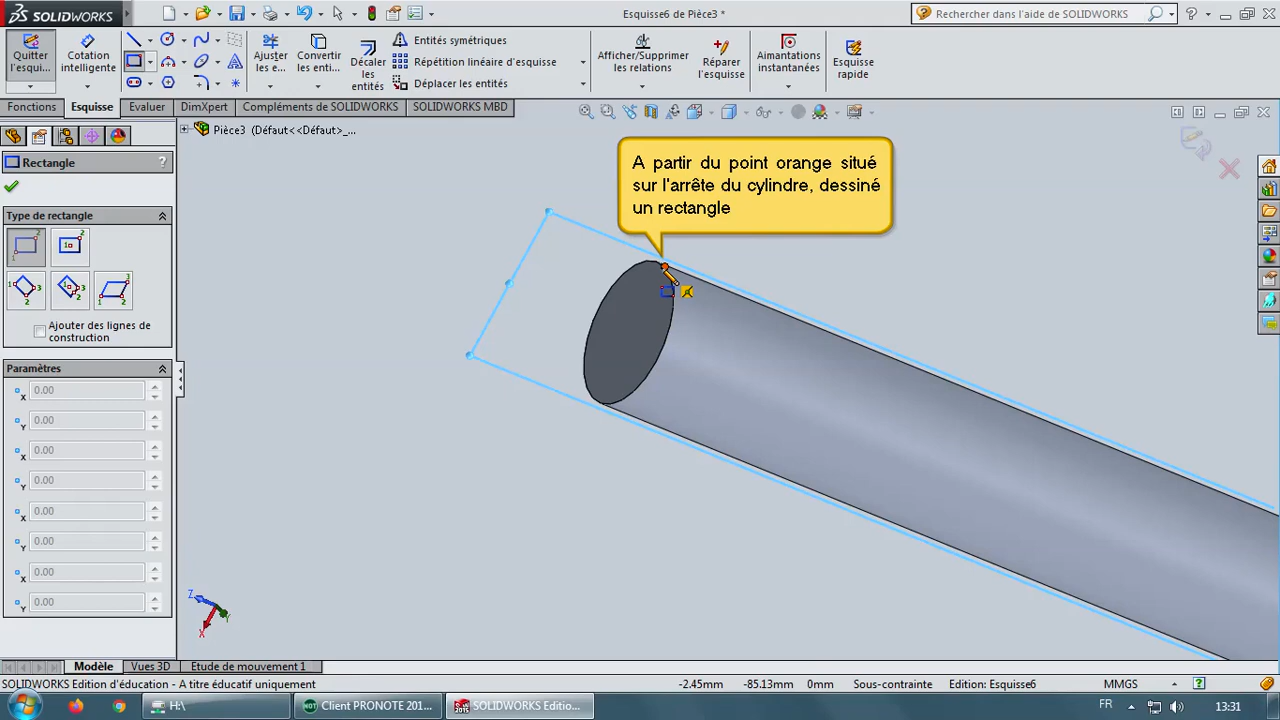 SOLIDWORKS
Esquisse6 de Pièce3 *
Rechercher dans l'aide de SOLIDWORKS
Quitter l'esqui...
Cotation intelligente
Ajuster les e...
Convertir les enti...
Décaler les entités
Entités symétriques
Répétition linéaire d'esquisse
Déplacer les entités
Afficher/Supprimer les relations
Réparer l'esquisse
Aimantations instantanées
Esquisse rapide
Fonctions
Esquisse
Evaluer
DimXpert
Compléments de SOLIDWORKS
SOLIDWORKS MBD
Pièce3 (Défaut<<Défaut>_...
Rectangle
?
Type de rectangle
Ajouter des lignes de
construction
Paramètres
X 0.00
Y 0.00
X 0.00
Y 0.00
X 0.00
Y 0.00
X 0.00
Y 0.00
A partir du point orange situé
sur l'arrête du cylindre, dessiné
un rectangle
Z
Y
X
Modèle
Vues 3D
Etude de mouvement 1
SOLIDWORKS Edition d'éducation - A titre éducatif uniquement
-2.45mm
-85.13mm
0mm
Sous-contrainte
Edition: Esquisse6
MMGS
H:\
Client PRONOTE 201...
SOLIDWORKS Editio...
FR
13:31